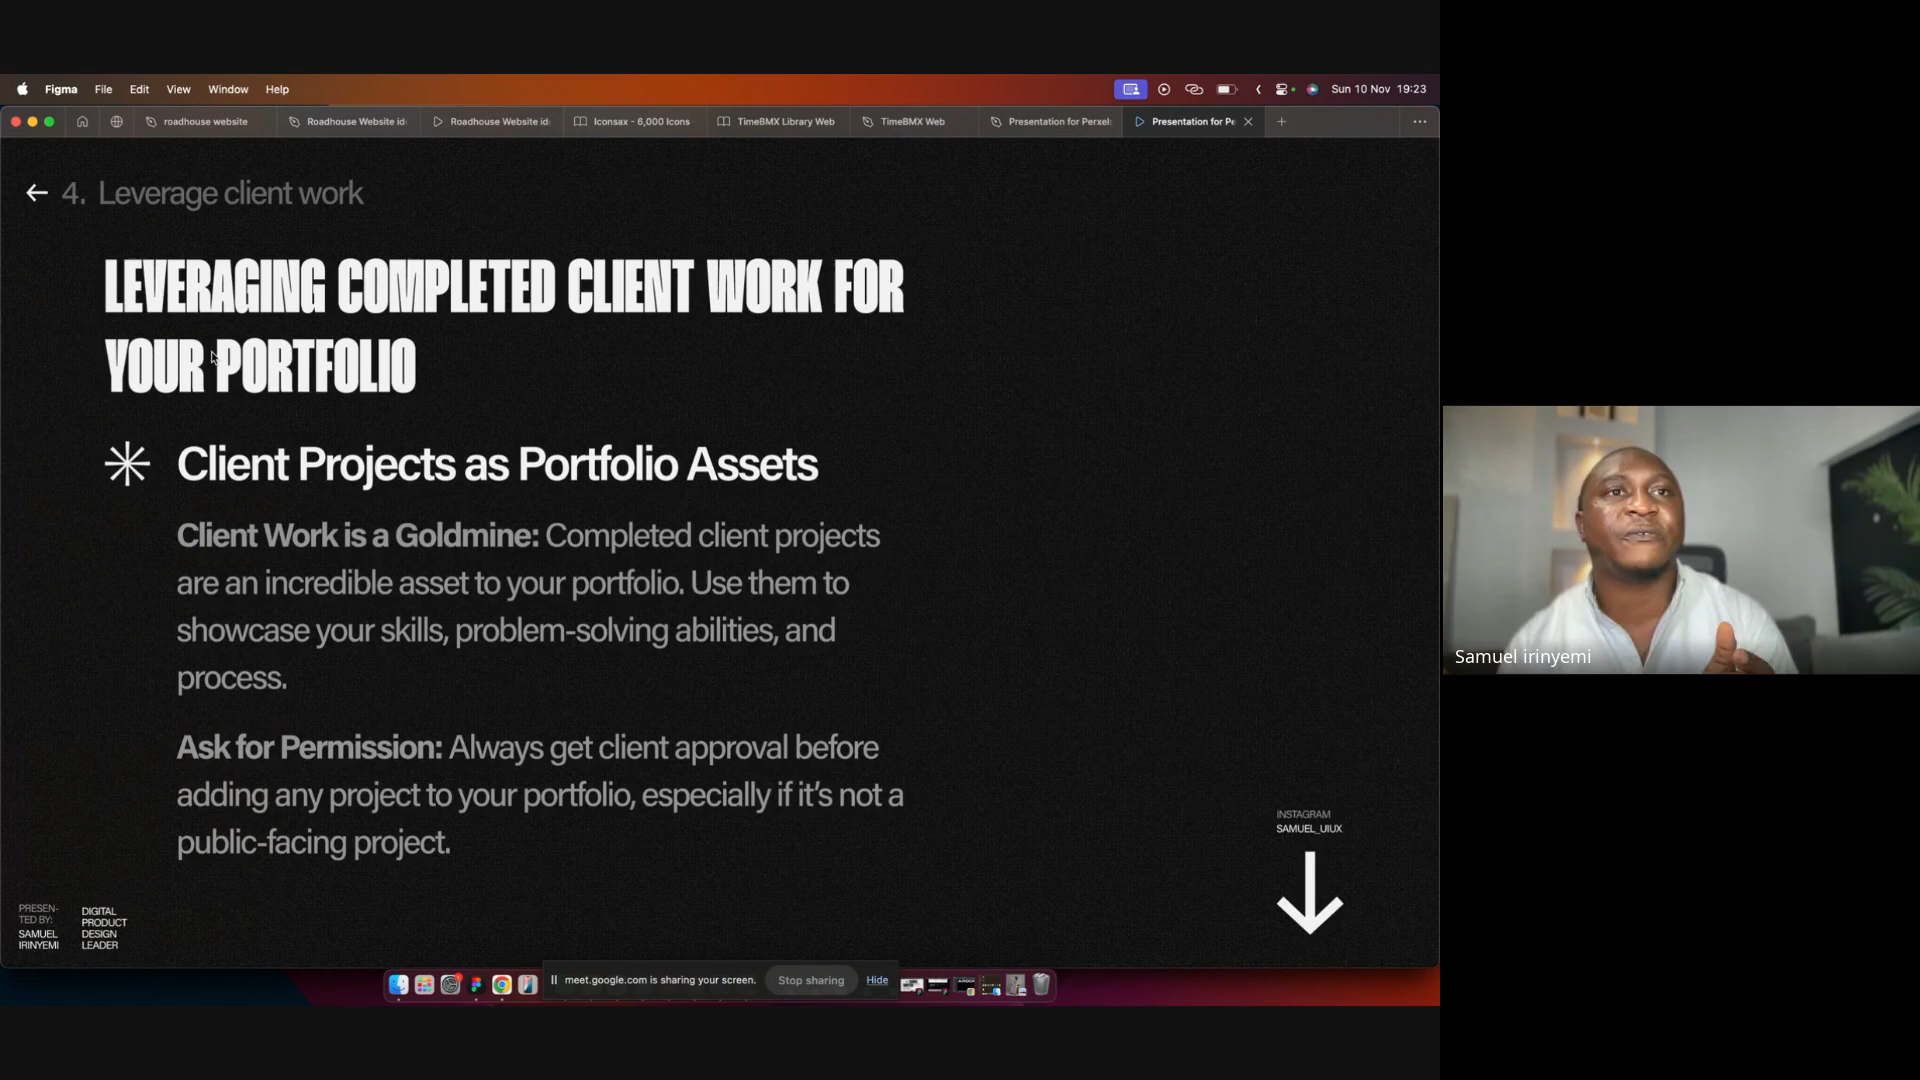 Figma File Edit View Window Help Sun 10 Nov 19:23
roadhouse website Roadhouse Website id Roadhouse Website id Iconsax - 6,000 Icons TimeBMX Library Web TimeBMX Web Presentation for Perxels Presentation for Pe
4. Leverage client work
LEVERAGING COMPLETED CLIENT WORK FOR
YOUR PORTFOLIO
Client Projects as Portfolio Assets
Client Work is a Goldmine: Completed client projects
are an incredible asset to your portfolio. Use them to
showcase your skills, problem-solving abilities, and
process.
Ask for Permission: Always get client approval before
adding any project to your portfolio, especially if it’s not a
public-facing project.
INSTAGRAM
SAMUEL_UIUX
PRESEN-
TED BY:
SAMUEL
IRINYEMI
DIGITAL
PRODUCT
DESIGN
LEADER
meet.google.com is sharing your screen. Stop sharing Hide
Samuel irinyemi